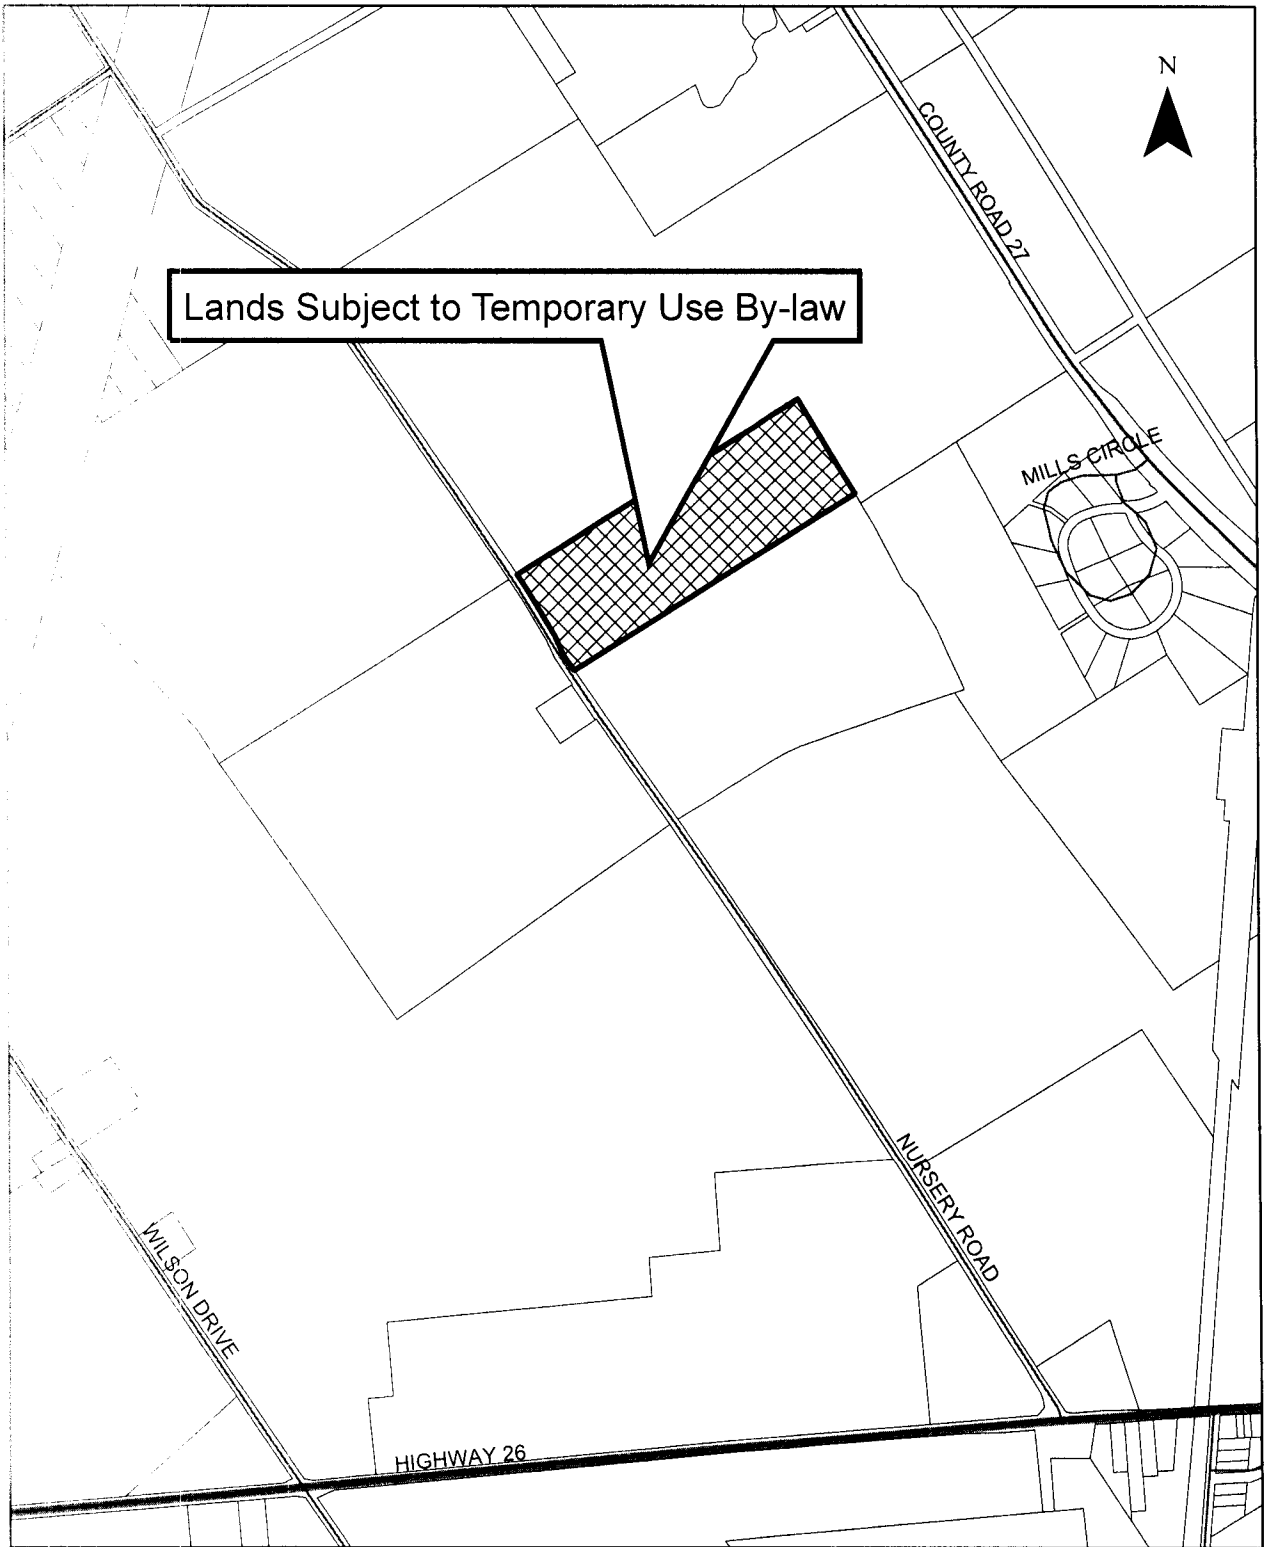 N
COUNTY ROAD 27
Lands Subject to Temporary Use By-law
MILLS CIRCLE
NURSERY ROAD
WILSON DRIVE
HIGHWAY 26